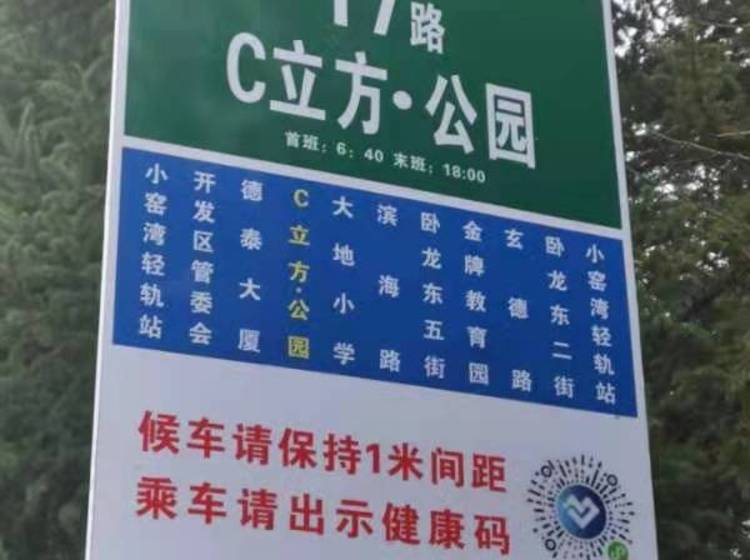 17路
C立方·公园
首班：6：40 末班：18:00
小窑湾轻轨站
开发区管委会
德泰大厦
C立方·公园
大地小学
滨海路
卧龙东五街
金牌教育园
玄德路
卧龙东二街
小窑湾轻轨站
候车请保持1米间距
乘车请出示健康码